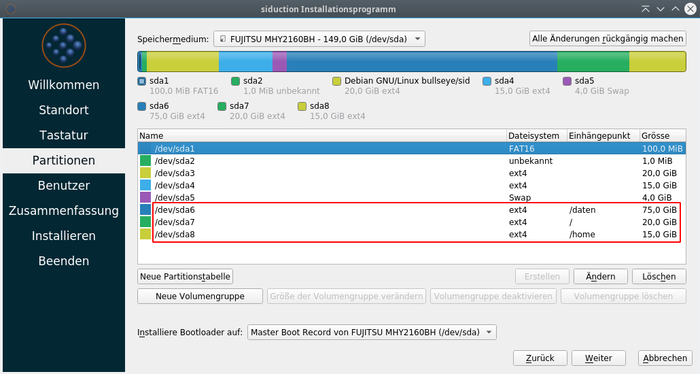 siduction Installationsprogramm
Willkommen
Standort
Tastatur
Partitionen
Benutzer
Zusammenfassung
Installieren
Beenden
Speichermedium: FUJITSU MHY2160BH - 149,0 GiB (/dev/sda) Alle Änderungen rückgängig machen
sda1 sda2 Debian GNU/Linux bullseye/sid sda4 sda5
100,0 MiB FAT16 1,0 MiB unbekannt 20,0 GiB ext4 15,0 GiB ext4 4,0 GiB Swap
sda6 sda7 sda8
75,0 GiB ext4 20,0 GiB ext4 15,0 GiB ext4
Name Dateisystem Einhängepunkt Grösse
/dev/sda1 FAT16 100,0 MiB
/dev/sda2 unbekannt 1,0 MiB
/dev/sda3 ext4 20,0 GiB
/dev/sda4 ext4 15,0 GiB
/dev/sda5 Swap 4,0 GiB
/dev/sda6 ext4 /daten 75,0 GiB
/dev/sda7 ext4 / 20,0 GiB
/dev/sda8 ext4 /home 15,0 GiB
Neue Partitionstabelle Erstellen Ändern Löschen
Neue Volumengruppe Größe der Volumengruppe verändern Volumengruppe deaktivieren Volumengruppe löschen
Installiere Bootloader auf: Master Boot Record von FUJITSU MHY2160BH (/dev/sda)
Zurück Weiter Abbrechen